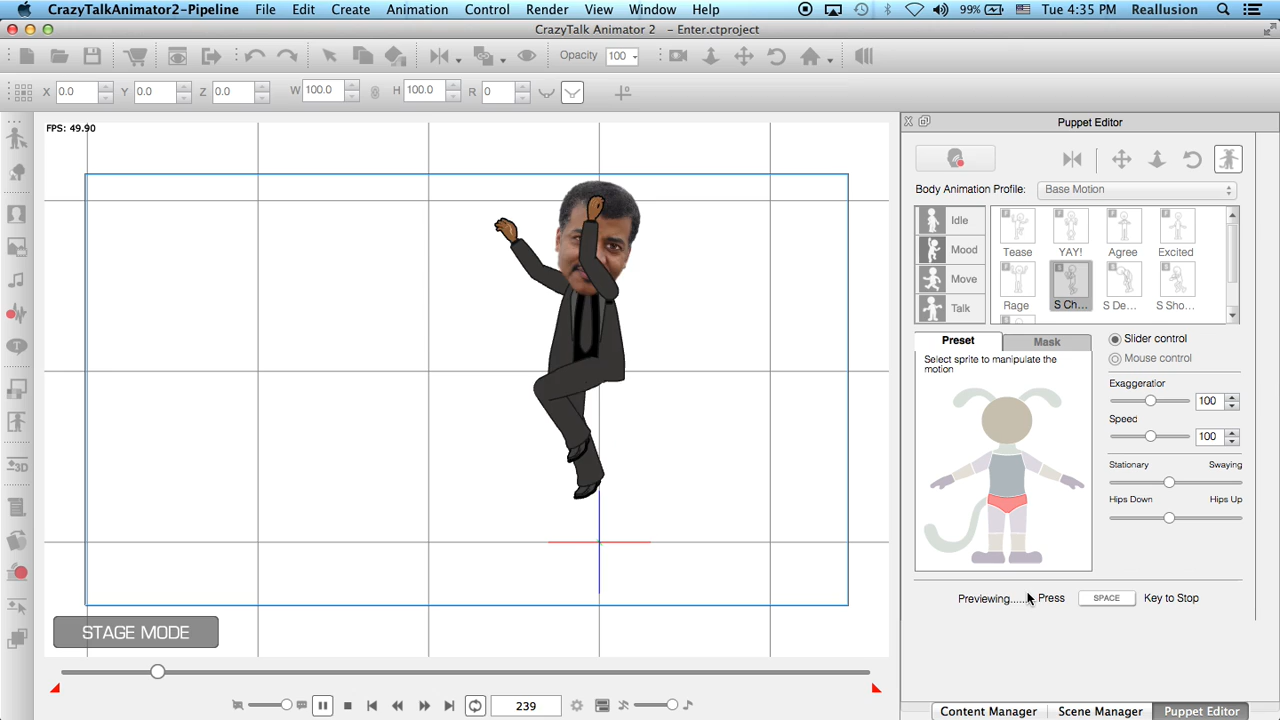 CrazyTalkAnimator2-Pipeline File Edit Create Animation Control Render View Window Help 99% Tue 4:35 PM Reallusion
CrazyTalk Animator 2 - Enter.ctproject
Opacity 100
X 0.0 Y 0.0 Z 0.0 W 100.0 H 100.0 R 0
FPS: 49.90
Puppet Editor
Body Animation Profile: Base Motion
Idle
Mood
Move
Talk
Tease YAY! Agree Excited
Rage S Ch... S De... S Sho...
Preset Mask
Select sprite to manipulate the
motion
Slider control
Mouse control
Exaggeratior
100
Speed
100
Stationary Swaying
Hips Down Hips Up
Previewing...... Press SPACE Key to Stop
STAGE MODE
239
Content Manager Scene Manager Puppet Editor